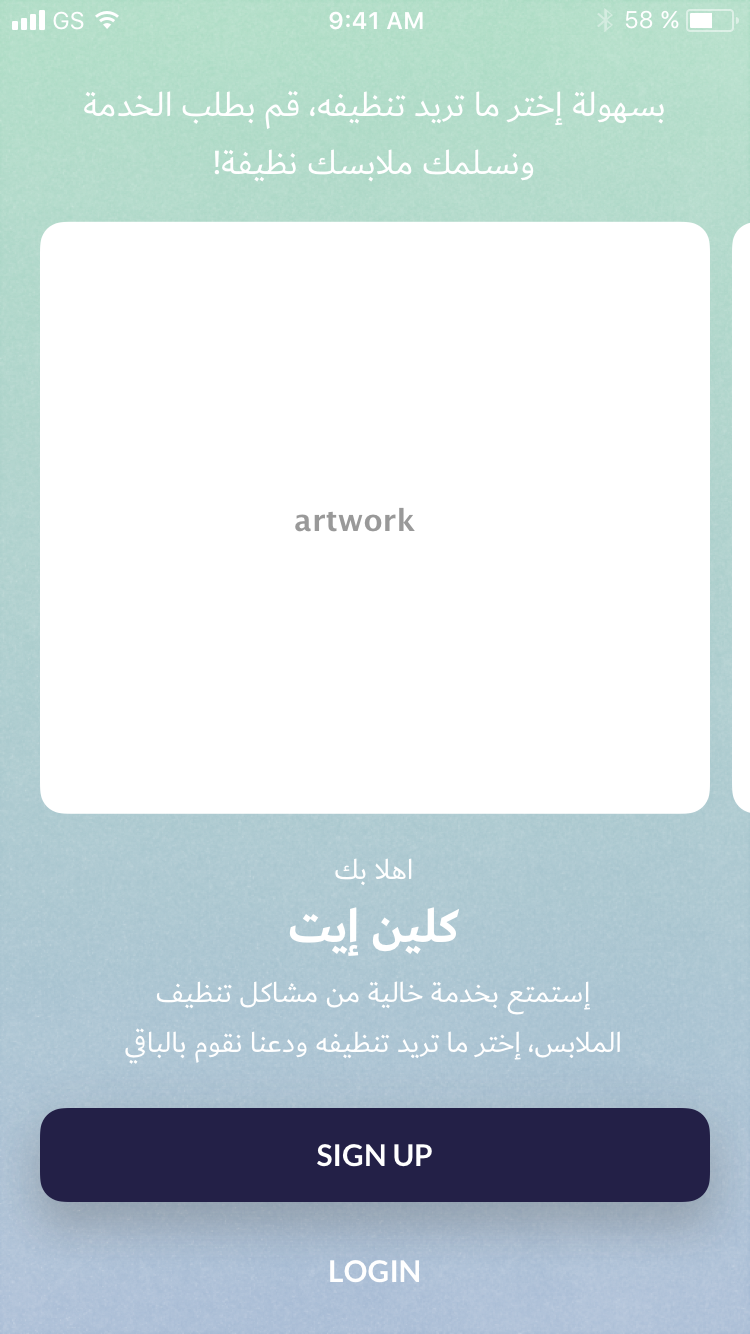 GS 9:41 AM 58 %
بسهولة إختر ما تريد تنظيفه، قم بطلب الخدمة
ونسلمك ملابسك نظيفة!
artwork
اهلا بك
كلين إيت
إستمتع بخدمة خالية من مشاكل تنظيف
الملابس، إختر ما تريد تنظيفه ودعنا نقوم بالباقي
SIGN UP
LOGIN